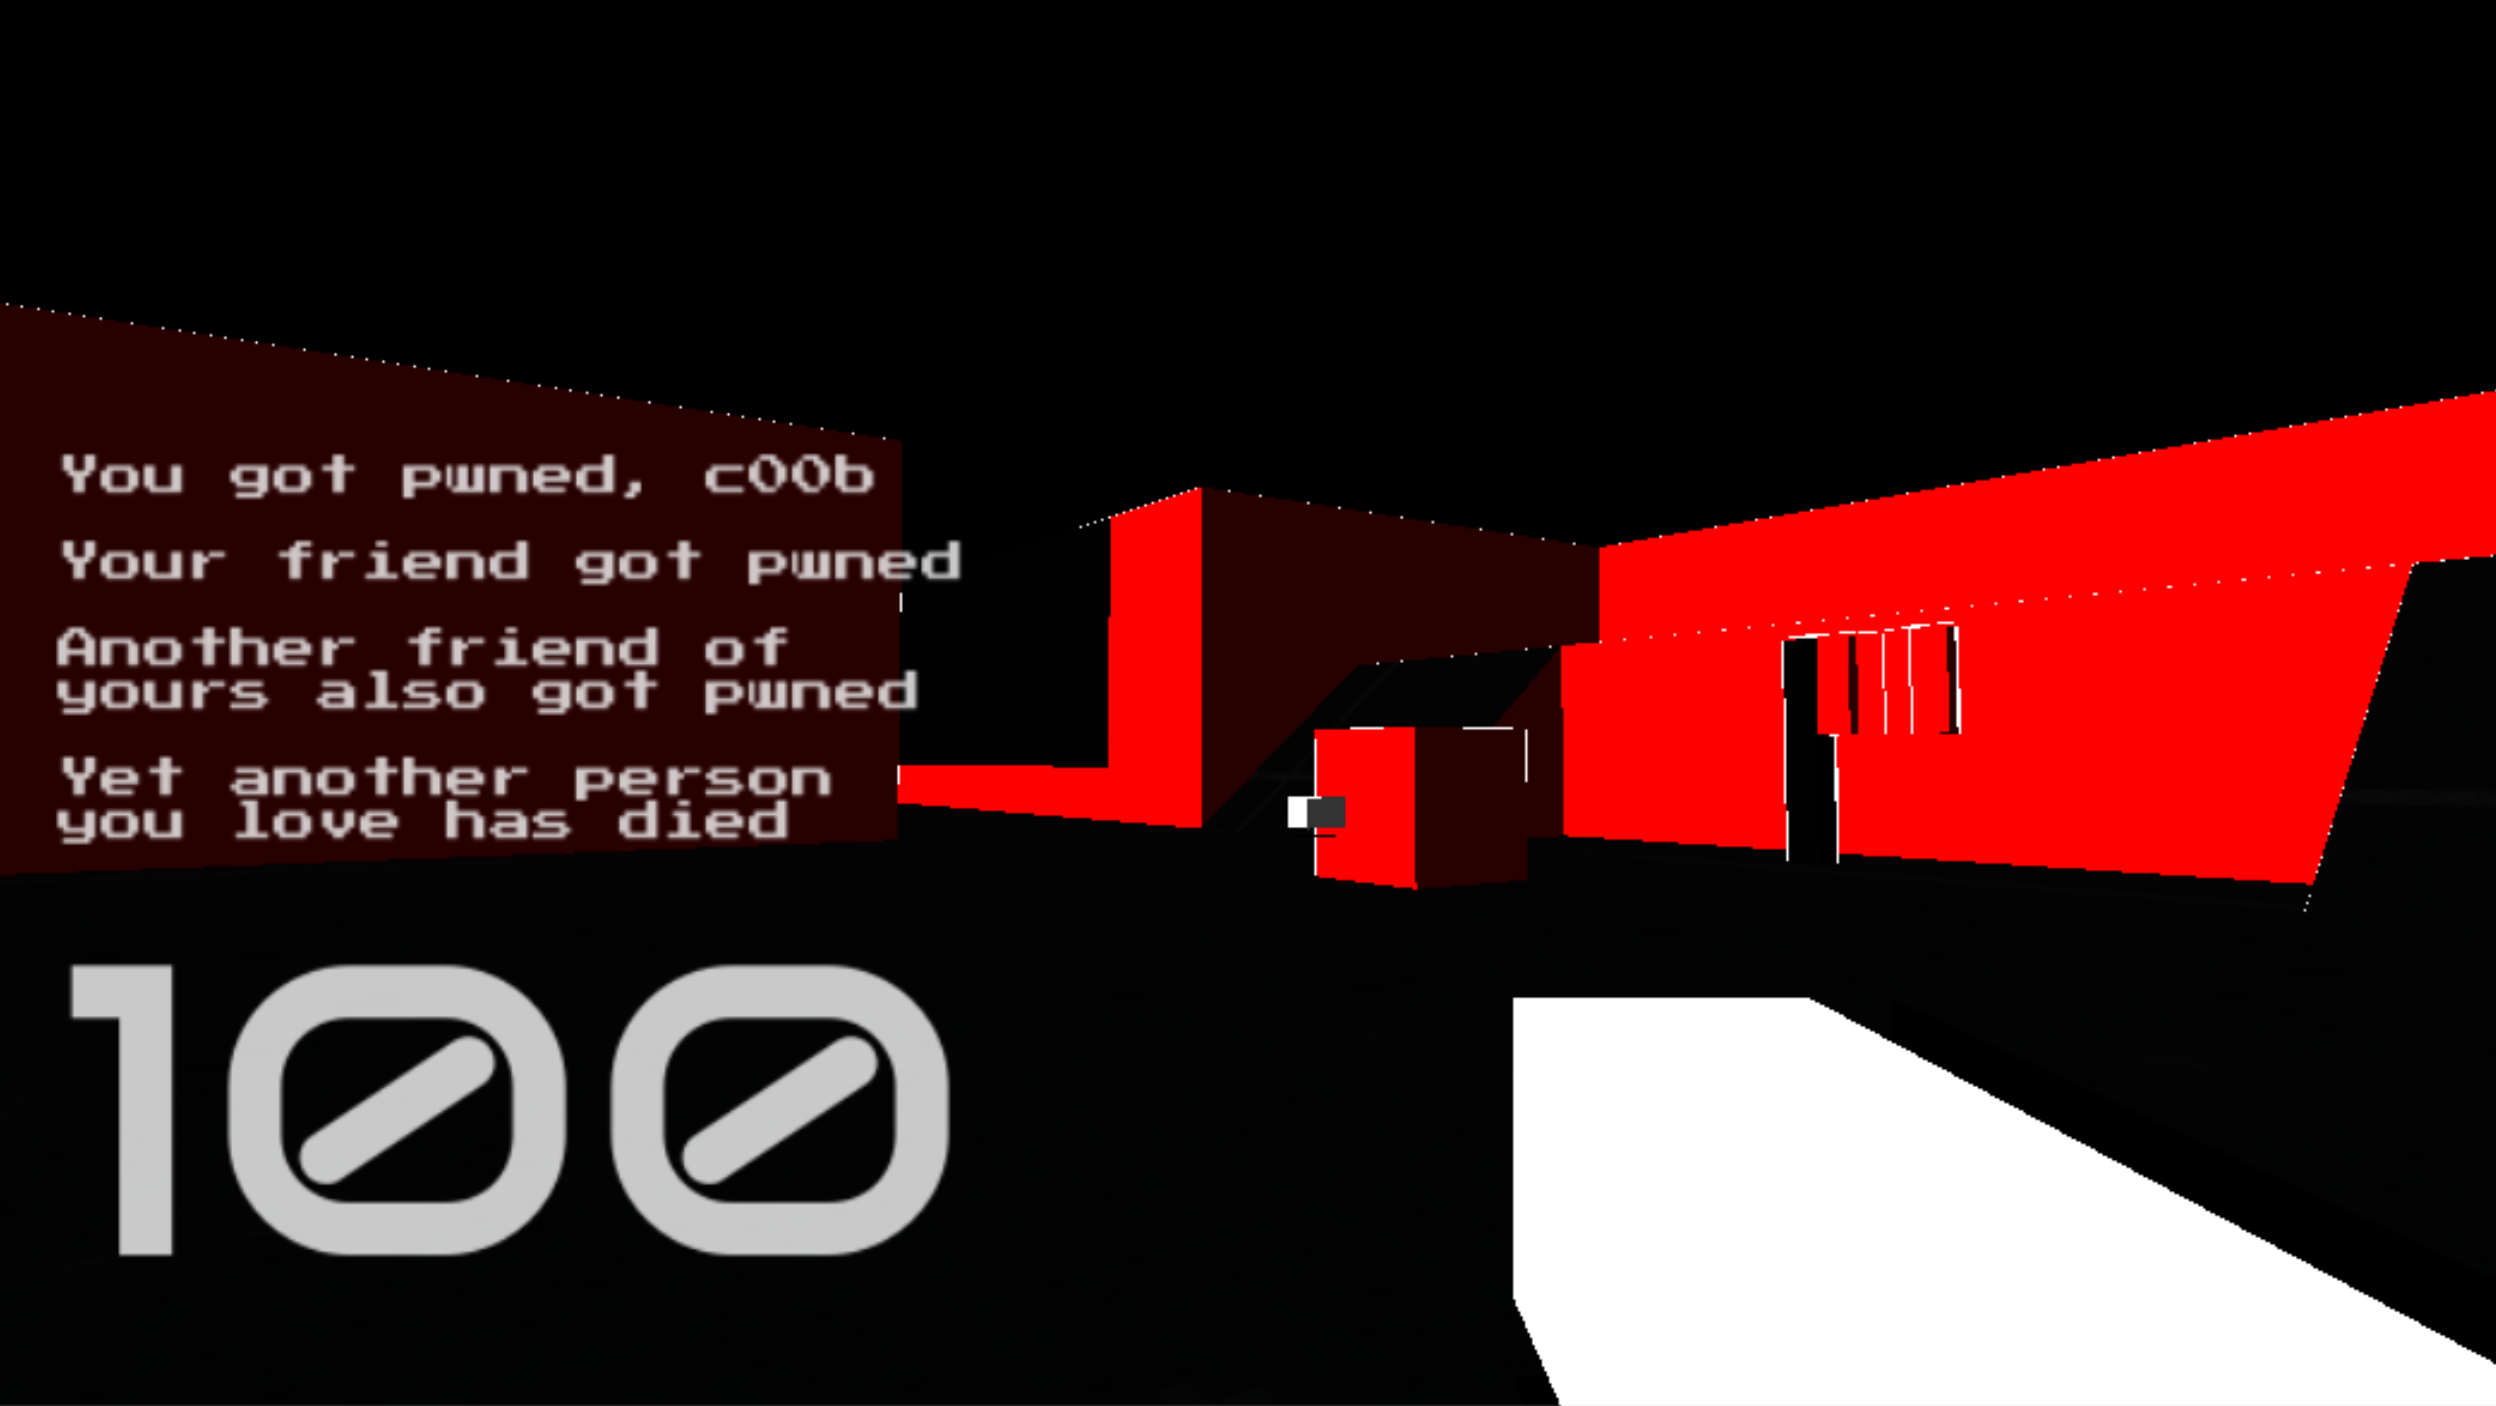 You got pwned, c00b
Your friend got pwned
Another friend of
yours also got pwned
Yet another person
you love has died
100